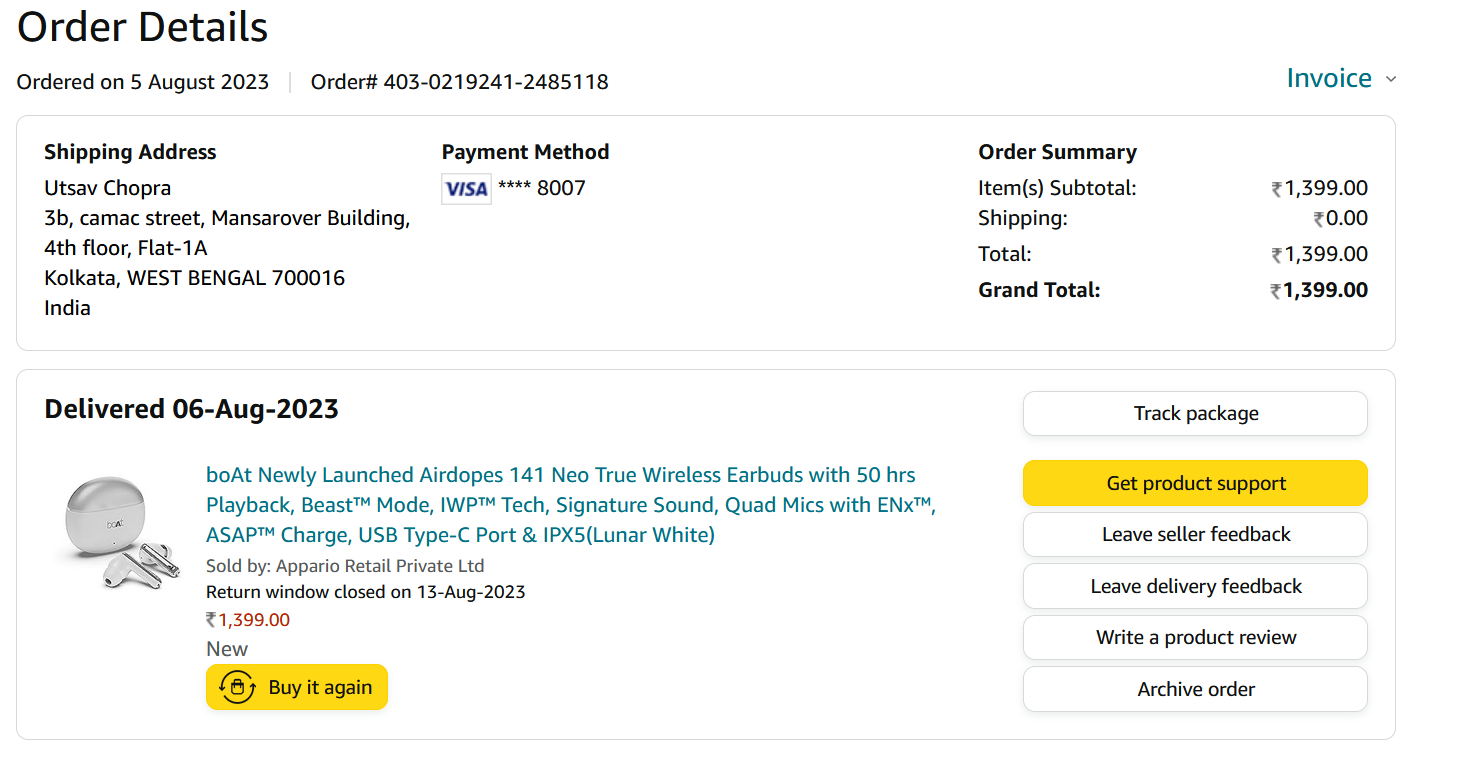 Order Details
Ordered on 5 August 2023
Order# 403-0219241-2485118
Invoice
Shipping Address
Utsav Chopra
3b, camac street, Mansarover Building,
4th floor, Flat-1A
Kolkata, WEST BENGAL 700016
India
Payment Method
VISA **** 8007
Order Summary
Item(s) Subtotal: ₹1,399.00
Shipping: ₹0.00
Total: ₹1,399.00
Grand Total: ₹1,399.00
Delivered 06-Aug-2023
boAt
boAt Newly Launched Airdopes 141 Neo True Wireless Earbuds with 50 hrs
Playback, Beast™ Mode, IWP™ Tech, Signature Sound, Quad Mics with ENx™,
ASAP™ Charge, USB Type-C Port & IPX5(Lunar White)
Sold by: Appario Retail Private Ltd
Return window closed on 13-Aug-2023
₹1,399.00
New
Buy it again
Track package
Get product support
Leave seller feedback
Leave delivery feedback
Write a product review
Archive order